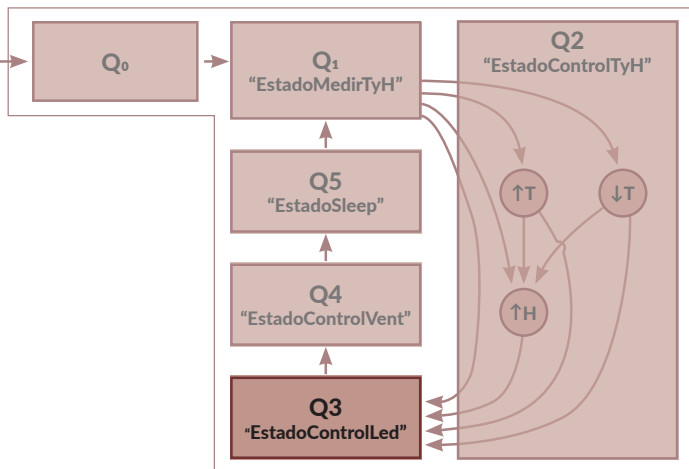 Q₀
Q₁
“EstadoMedirTyH”
Q2
“EstadoControlTyH”
Q5
“EstadoSleep”
↑T
↓T
Q4
“EstadoControlVent”
↑H
Q3
“EstadoControlLed”